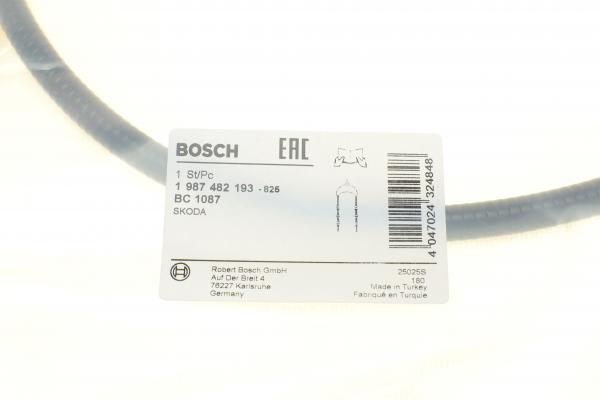 BOSCH
EAC
1 St/Pc
1 987 482 193 - 826
BC 1087
SKODA
4 047024 324848
Robert Bosch GmbH
Auf Der Breit 4
76227 Karlsruhe
Germany
25025S
180
Made in Turkey
Fabriqué en Turquie